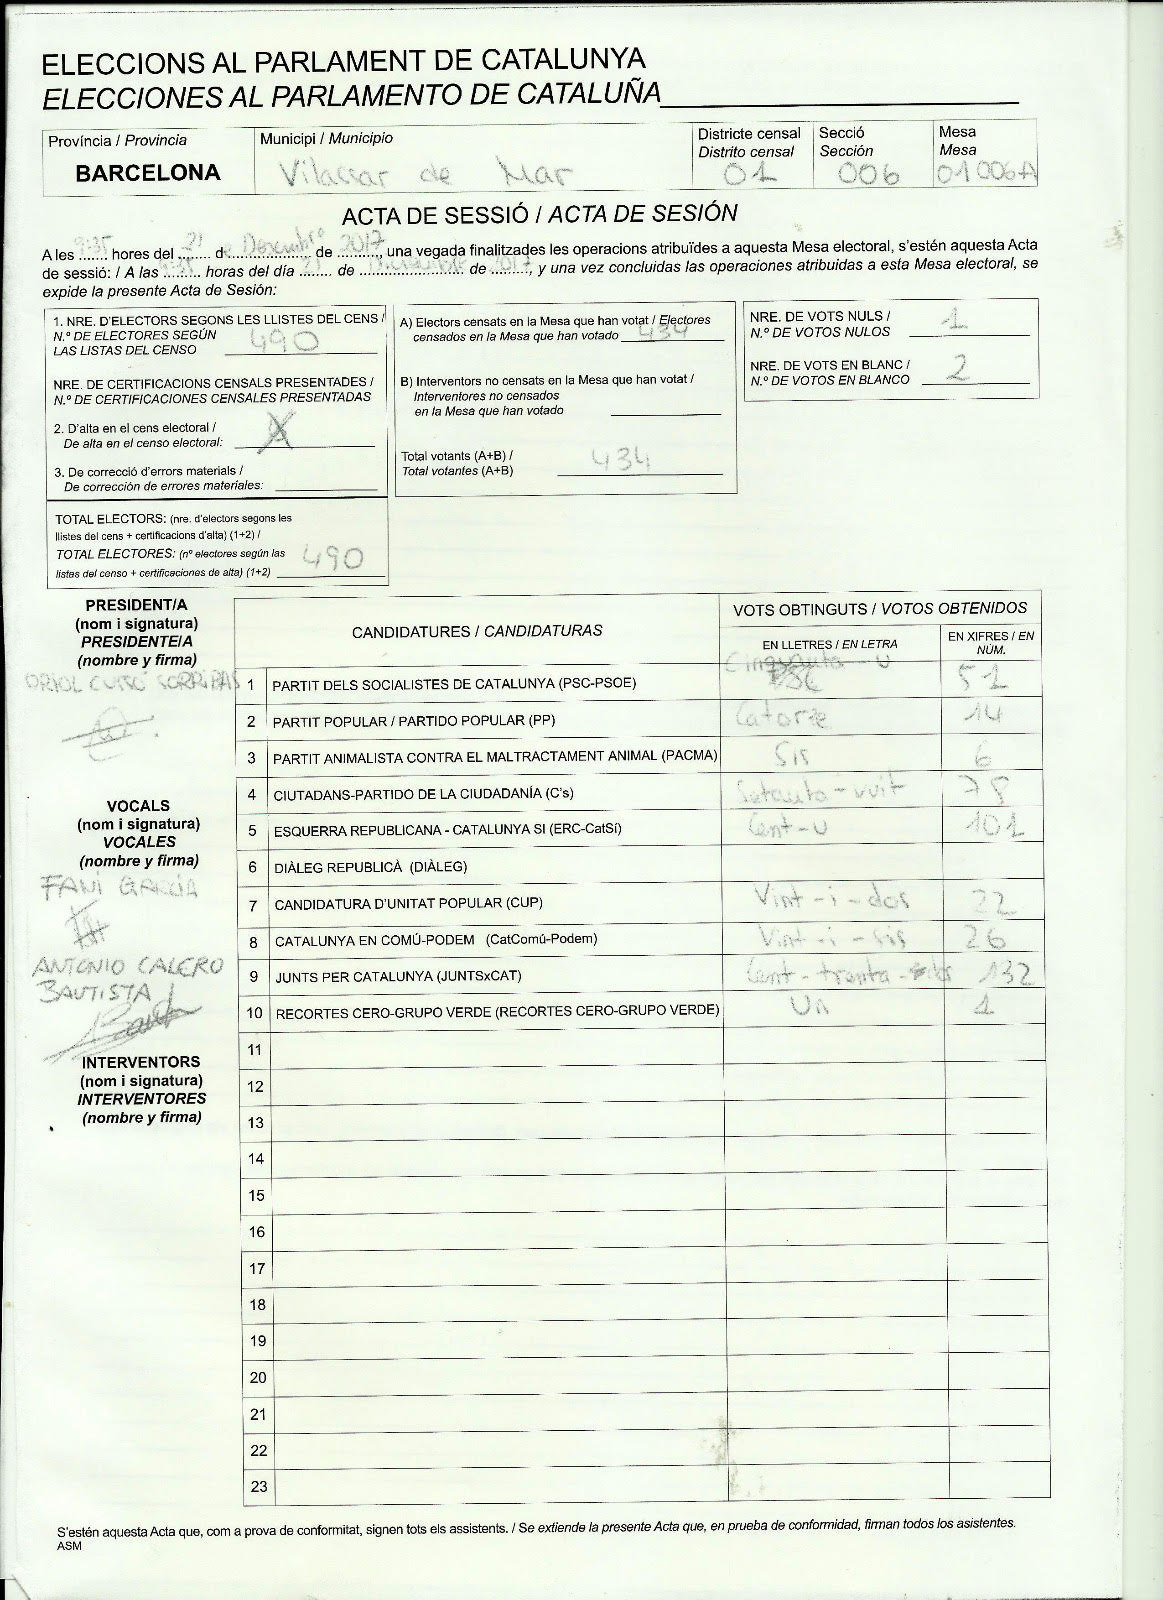 ELECCIONS AL PARLAMENT DE CATALUNYA
ELECCIONES AL PARLAMENTO DE CATALUÑA
Província / Provincia
BARCELONA
Municipi / Municipio
Vilassar de Mar
Districte censal
Distrito censal
01
Secció
Sección
006
Mesa
Mesa
01006A
ACTA DE SESSIÓ / ACTA DE SESIÓN
A les 9:35 hores del 21 de Desembre de 2017, una vegada finalitzades les operacions atribuïdes a aquesta Mesa electoral, s'estén aquesta Acta
de sessió: / A las 9:35 horas del día 21 de Diciembre de 2017, y una vez concluidas las operaciones atribuidas a esta Mesa electoral, se
expide la presente Acta de Sesión:
1. NRE. D'ELECTORS SEGONS LES LLISTES DEL CENS /
N.º DE ELECTORES SEGÚN
LAS LISTAS DEL CENSO 490
NRE. DE CERTIFICACIONS CENSALS PRESENTADES /
N.º DE CERTIFICACIONES CENSALES PRESENTADAS
2. D'alta en el cens electoral /
De alta en el censo electoral:
3. De correcció d'errors materials /
De corrección de errores materiales:
TOTAL ELECTORS: (nre. d'electors segons les
llistes del cens + certificacions d'alta) (1+2) /
TOTAL ELECTORES: (nº electores según las
listas del censo + certificaciones de alta) (1+2) 490
A) Electors censats en la Mesa que han votat / Electores
censados en la Mesa que han votado 434
B) Interventors no censats en la Mesa que han votat /
Interventores no censados
en la Mesa que han votado
Total votants (A+B) /
Total votantes (A+B) 434
NRE. DE VOTS NULS /
N.º DE VOTOS NULOS 1
NRE. DE VOTS EN BLANC /
N.º DE VOTOS EN BLANCO 2
PRESIDENT/A
(nom i signatura)
PRESIDENTE/A
(nombre y firma)
ORIOL CUSSÓ SORRIBAS
VOCALS
(nom i signatura)
VOCALES
(nombre y firma)
FANI GARCIA
ANTONIO CALERO
BAUTISTA
INTERVENTORS
(nom i signatura)
INTERVENTORES
(nombre y firma)
CANDIDATURES / CANDIDATURAS
VOTS OBTINGUTS / VOTOS OBTENIDOS
EN LLETRES / EN LETRA
EN XIFRES / EN
NÚM.
1 PARTIT DELS SOCIALISTES DE CATALUNYA (PSC-PSOE) Cinquanta-u 51
2 PARTIT POPULAR / PARTIDO POPULAR (PP) Catorze 14
3 PARTIT ANIMALISTA CONTRA EL MALTRACTAMENT ANIMAL (PACMA) Sis 6
4 CIUTADANS-PARTIDO DE LA CIUDADANÍA (C's) Setanta-vuit 78
5 ESQUERRA REPUBLICANA - CATALUNYA SI (ERC-CatSí) Cent-u 101
6 DIÀLEG REPUBLICÀ (DIÀLEG)
7 CANDIDATURA D'UNITAT POPULAR (CUP) Vint-i-dos 22
8 CATALUNYA EN COMÚ-PODEM (CatComú-Podem) Vint-i-sis 26
9 JUNTS PER CATALUNYA (JUNTSxCAT) Cent-trenta-dos 132
10 RECORTES CERO-GRUPO VERDE (RECORTES CERO-GRUPO VERDE) Un 1
11
12
13
14
15
16
17
18
19
20
21
22
23
S'estén aquesta Acta que, com a prova de conformitat, signen tots els assistents. / Se extiende la presente Acta que, en prueba de conformidad, firman todos los asistentes.
ASM